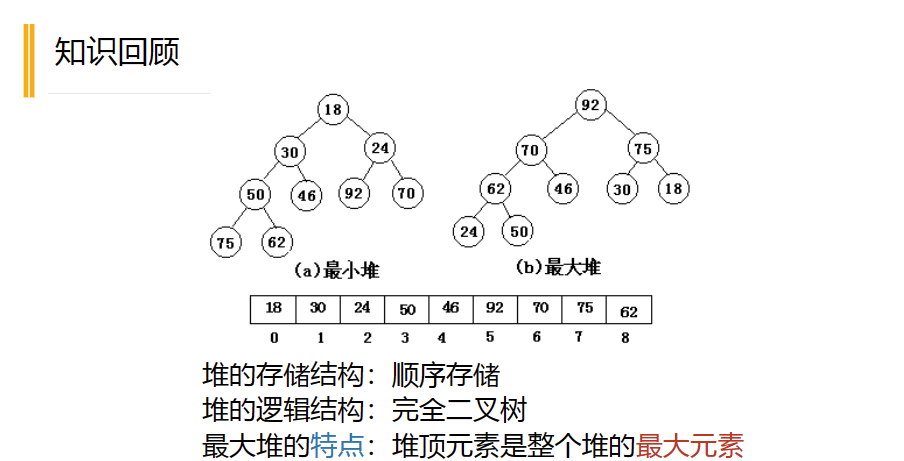 知识回顾
18 92
30 24 70 75
50 46 92 70 62 46 30 18
75 62 24 50
(a)最小堆 (b)最大堆
18 30 24 50 46 92 70 75 62
0 1 2 3 4 5 6 7 8
堆的存储结构：顺序存储
堆的逻辑结构：完全二叉树
最大堆的特点：堆顶元素是整个堆的最大元素